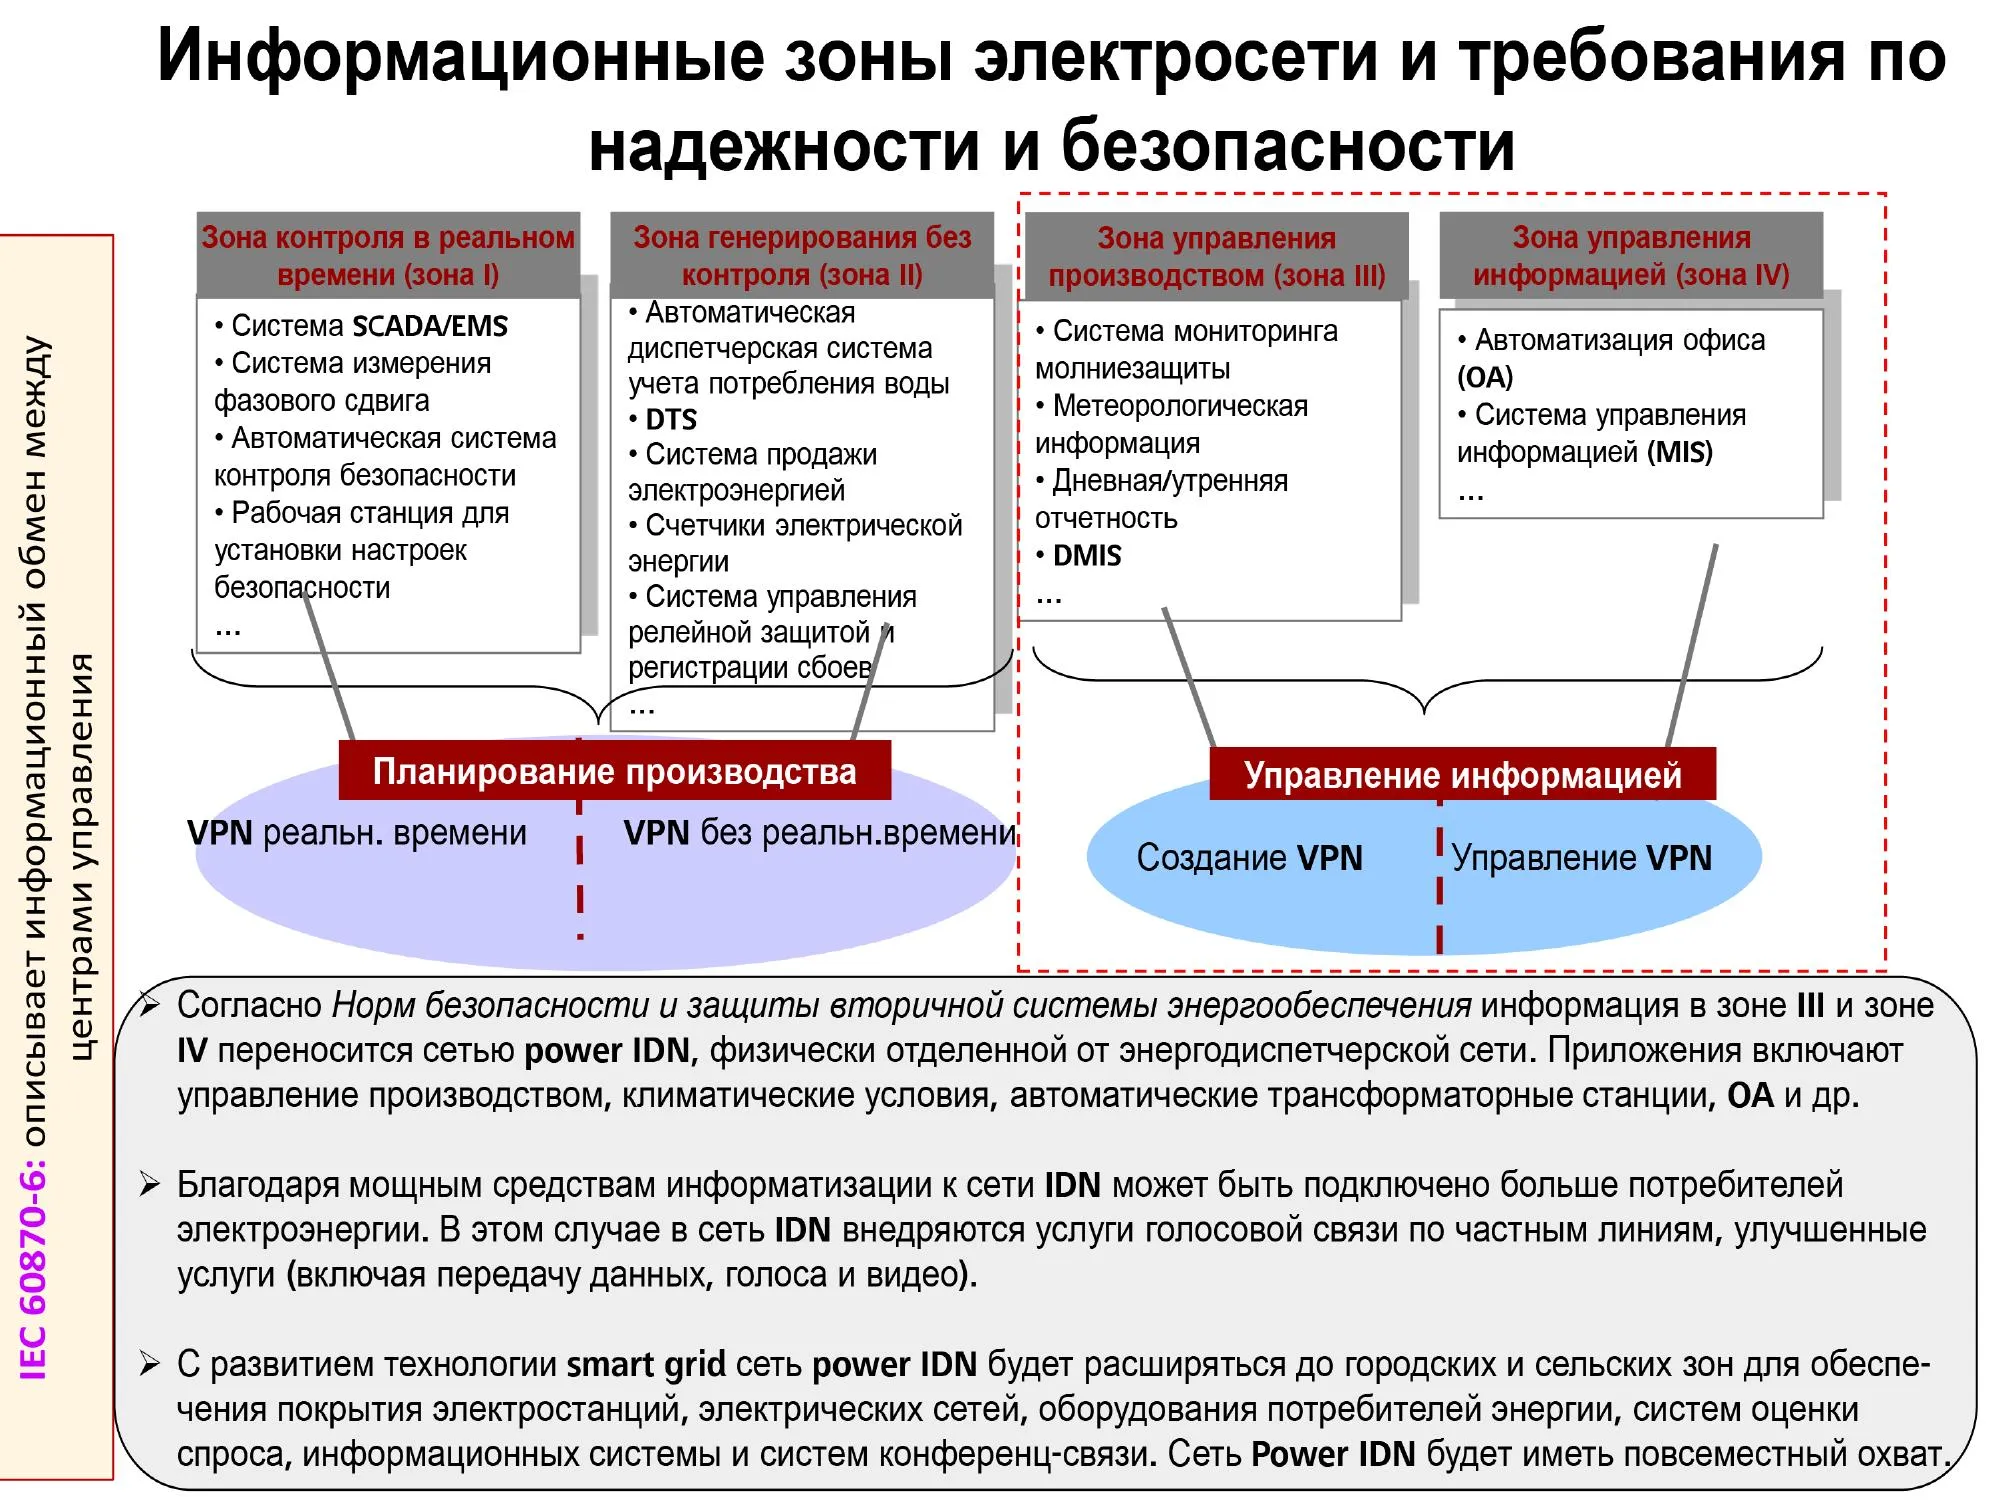 Информационные зоны электросети и требования по
надежности и безопасности
IEC 60870-6: описывает информационный обмен между
центрами управления
Зона контроля в реальном
времени (зона I)
• Система SCADA/EMS
• Система измерения
фазового сдвига
• Автоматическая система
контроля безопасности
• Рабочая станция для
установки настроек
безопасности
...
Зона генерирования без
контроля (зона II)
• Автоматическая
диспетчерская система
учета потребления воды
• DTS
• Система продажи
электроэнергией
• Счетчики электрической
энергии
• Система управления
релейной защитой и
регистрации сбоев
...
Зона управления
производством (зона III)
• Система мониторинга
молниезащиты
• Метеорологическая
информация
• Дневная/утренняя
отчетность
• DMIS
...
Зона управления
информацией (зона IV)
• Автоматизация офиса
(OA)
• Система управления
информацией (MIS)
...
Планирование производства
VPN реальн. времени
VPN без реальн.времени
Управление информацией
Создание VPN
Управление VPN
➢ Согласно Норм безопасности и защиты вторичной системы энергообеспечения информация в зоне III и зоне
IV переносится сетью power IDN, физически отделенной от энергодиспетчерской сети. Приложения включают
управление производством, климатические условия, автоматические трансформаторные станции, OA и др.
➢ Благодаря мощным средствам информатизации к сети IDN может быть подключено больше потребителей
электроэнергии. В этом случае в сеть IDN внедряются услуги голосовой связи по частным линиям, улучшенные
услуги (включая передачу данных, голоса и видео).
➢ С развитием технологии smart grid сеть power IDN будет расширяться до городских и сельских зон для обеспе-
чения покрытия электростанций, электрических сетей, оборудования потребителей энергии, систем оценки
спроса, информационных системы и систем конференц-связи. Сеть Power IDN будет иметь повсеместный охват.